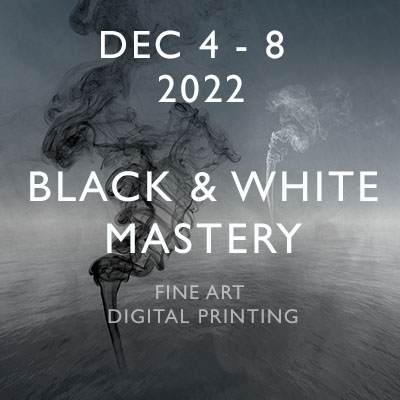 DEC 4 - 8
2022
BLACK & WHITE
MASTERY
FINE ART
DIGITAL PRINTING